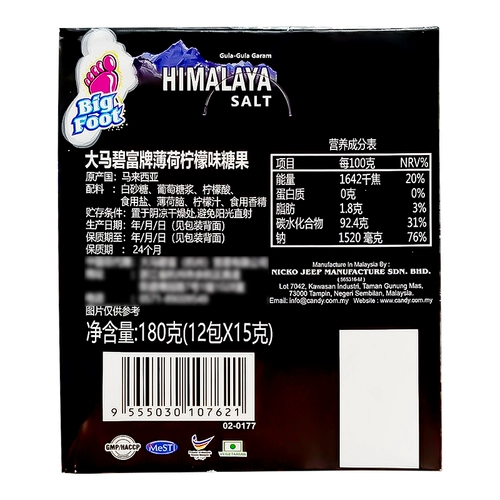 Gula-Gula Garam
HIMALAYA
SALT
Big
Foot
大马碧富牌薄荷柠檬味糖果
原产国：马来西亚
配料：白砂糖、葡萄糖浆、柠檬酸、
食用盐、薄荷脑、柠檬汁、食用香精
贮存条件：置于阴凉干燥处,避免阳光直射
生产日期：年/月/日（见包装背面）
保质期至：年/月/日（见包装背面）
保质期：24个月
图片仅供参考
净含量:180克(12包X15克)
营养成分表
项目 每100克 NRV%
能量 1642千焦 20%
蛋白质 0克 0%
脂肪 1.8克 3%
碳水化合物 92.4克 31%
钠 1520 毫克 76%
Manufacture In Malaysia By :
NICKO JEEP MANUFACTURE SDN. BHD.
(565316-M)
Lot 7042, Kawasan Industri, Taman Gunung Mas,
73000 Tampin, Negeri Sembilan, Malaysia.
Email: info@candy.com.my Website : www.candy.com.my
9 555030 107621
02-0177
GMP/HACCP
MeSTI
VEGETARIAN